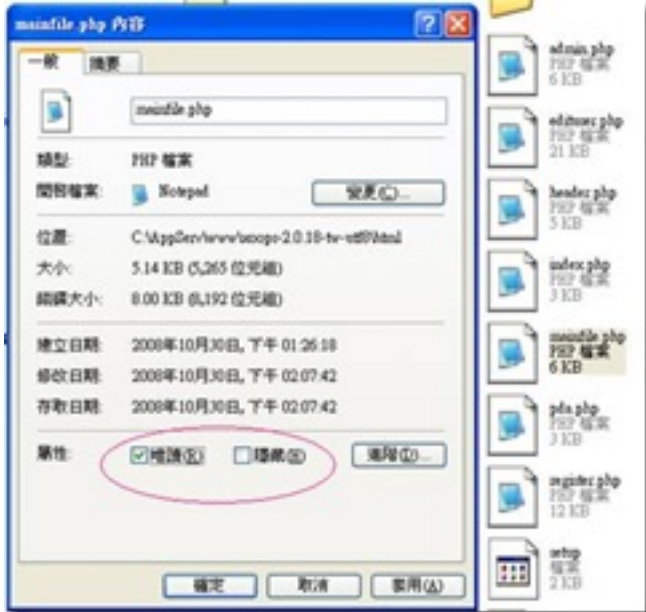 mainfile.php 內容
一般 摘要
mainfile.php
類型: PHP 檔案
開啟檔案: Notepad 變更(C)...
位置: C:\AppServ\www\xoops-2.0.18-tw-utf8\html
大小: 5.14 KB (5,265 位元組)
磁碟大小: 8.00 KB (8,192 位元組)
建立日期: 2008年10月30日, 下午 01:26:18
修改日期: 2008年10月30日, 下午 02:07:42
存取日期: 2008年10月30日, 下午 02:07:42
屬性: 唯讀(R) 隱藏(H) 進階(D)...
確定 取消 套用(A)
admin.php
PHP 檔案
6 KB
edituser.php
PHP 檔案
21 KB
header.php
PHP 檔案
5 KB
index.php
PHP 檔案
3 KB
mainfile.php
PHP 檔案
6 KB
pda.php
PHP 檔案
3 KB
register.php
PHP 檔案
12 KB
setup
檔案
2 KB